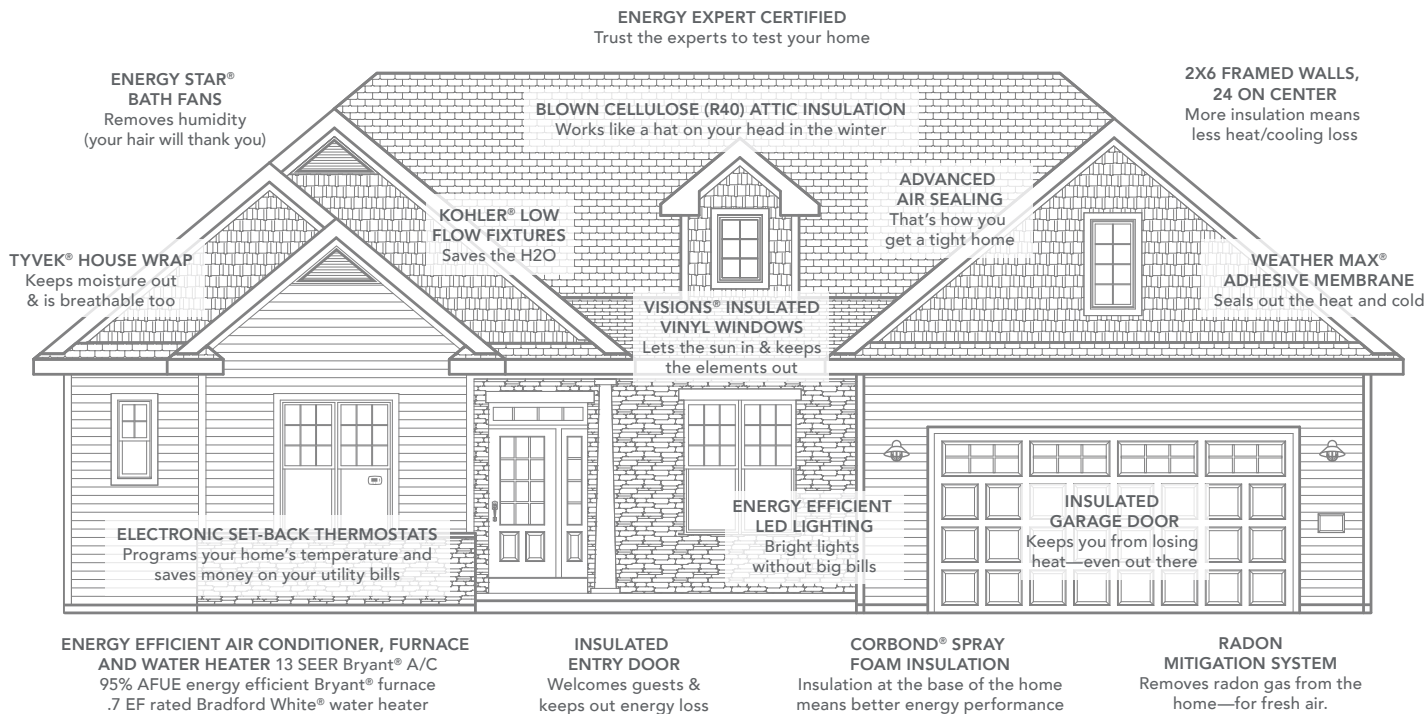 ENERGY EXPERT CERTIFIED
Trust the experts to test your home
ENERGY STAR®
BATH FANS
Removes humidity
(your hair will thank you)
BLOWN CELLULOSE (R40) ATTIC INSULATION
Works like a hat on your head in the winter
2X6 FRAMED WALLS,
24 ON CENTER
More insulation means
less heat/cooling loss
ADVANCED
AIR SEALING
That's how you
get a tight home
KOHLER® LOW
FLOW FIXTURES
Saves the H2O
TYVEK® HOUSE WRAP
Keeps moisture out
& is breathable too
WEATHER MAX®
ADHESIVE MEMBRANE
Seals out the heat and cold
VISIONS® INSULATED
VINYL WINDOWS
Lets the sun in & keeps
the elements out
ELECTRONIC SET-BACK THERMOSTATS
Programs your home's temperature and
saves money on your utility bills
ENERGY EFFICIENT
LED LIGHTING
Bright lights
without big bills
INSULATED
GARAGE DOOR
Keeps you from losing
heat—even out there
ENERGY EFFICIENT AIR CONDITIONER, FURNACE
AND WATER HEATER 13 SEER Bryant® A/C
95% AFUE energy efficient Bryant® furnace
.7 EF rated Bradford White® water heater
INSULATED
ENTRY DOOR
Welcomes guests &
keeps out energy loss
CORBOND® SPRAY
FOAM INSULATION
Insulation at the base of the home
means better energy performance
RADON
MITIGATION SYSTEM
Removes radon gas from the
home—for fresh air.